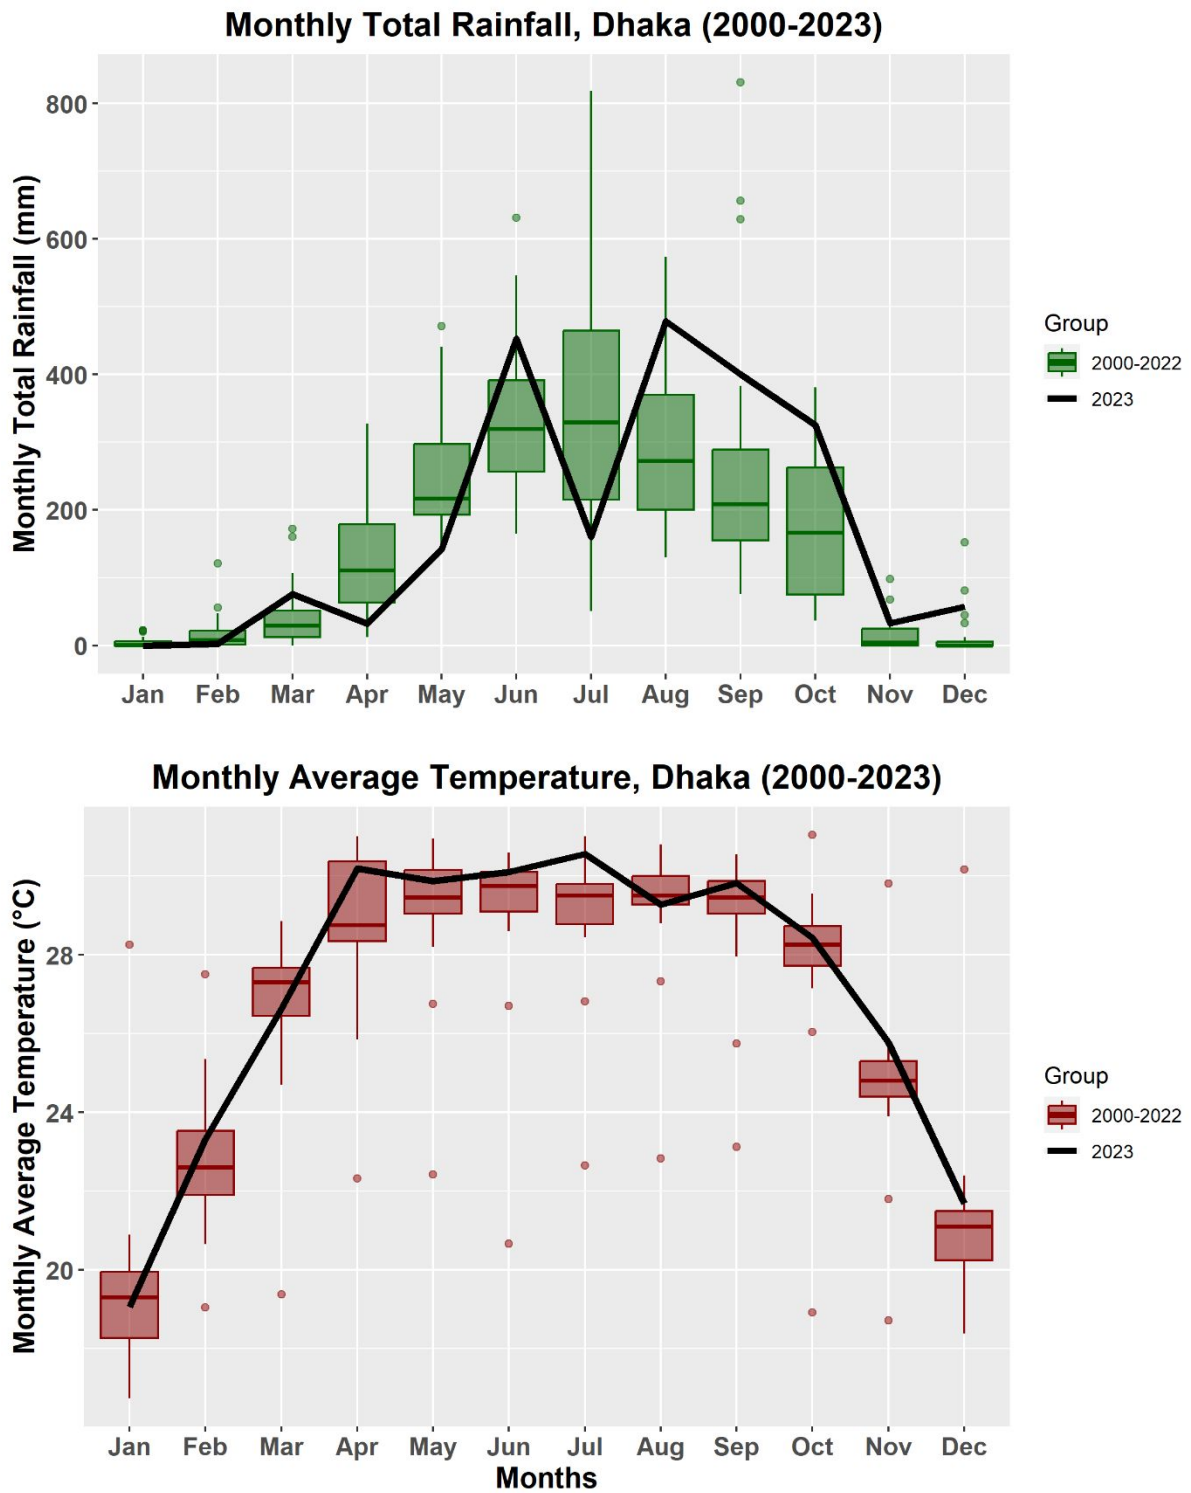 Monthly Total Rainfall, Dhaka (2000-2023)
Monthly Total Rainfall (mm)
800
600
400
200
0
Jan Feb Mar Apr May Jun Jul Aug Sep Oct Nov Dec
Group
2000-2022
2023
Monthly Average Temperature, Dhaka (2000-2023)
Monthly Average Temperature (°C)
28
24
20
Jan Feb Mar Apr May Jun Jul Aug Sep Oct Nov Dec
Months
Group
2000-2022
2023